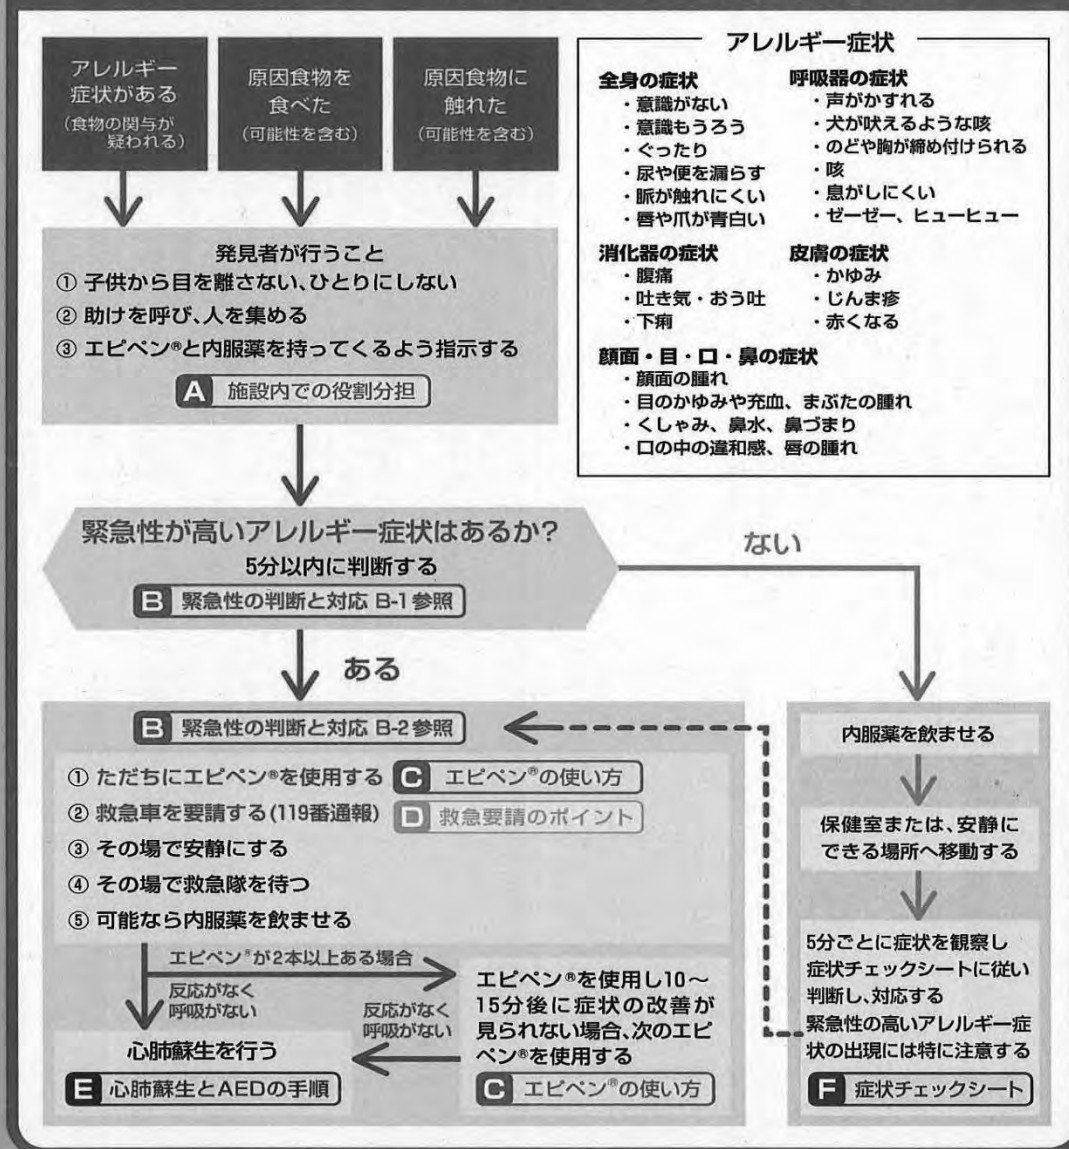 アレルギー
症状がある
(食物の関与が
疑われる)
原因食物を
食べた
(可能性を含む)
原因食物に
触れた
(可能性を含む)
発見者が行うこと
① 子供から目を離さない、ひとりにしない
② 助けを呼び、人を集める
③ エピペン®と内服薬を持ってくるよう指示する
A 施設内での役割分担
アレルギー症状
全身の症状
・意識がない
・意識もうろう
・ぐったり
・尿や便を漏らす
・脈が触れにくい
・唇や爪が青白い
呼吸器の症状
・声がかすれる
・犬が吠えるような咳
・のどや胸が締め付けられる
・咳
・息がしにくい
・ゼーゼー、ヒューヒュー
消化器の症状
・腹痛
・吐き気・おう吐
・下痢
皮膚の症状
・かゆみ
・じんま疹
・赤くなる
顔面・目・口・鼻の症状
・顔面の腫れ
・目のかゆみや充血、まぶたの腫れ
・くしゃみ、鼻水、鼻づまり
・口の中の違和感、唇の腫れ
緊急性が高いアレルギー症状はあるか?
5分以内に判断する
B 緊急性の判断と対応 B-1参照
ない
ある
B 緊急性の判断と対応 B-2参照
① ただちにエピペン®を使用する C エピペン®の使い方
② 救急車を要請する(119番通報) D 救急要請のポイント
③ その場で安静にする
④ その場で救急隊を待つ
⑤ 可能なら内服薬を飲ませる
エピペン®が2本以上ある場合
反応がなく
呼吸がない
エピペン®を使用し10~
15分後に症状の改善が
見られない場合、次のエピ
ペン®を使用する
C エピペン®の使い方
反応がなく
呼吸がない
心肺蘇生を行う
E 心肺蘇生とAEDの手順
内服薬を飲ませる
保健室または、安静に
できる場所へ移動する
5分ごとに症状を観察し
症状チェックシートに従い
判断し、対応する
緊急性の高いアレルギー症
状の出現には特に注意する
F 症状チェックシート